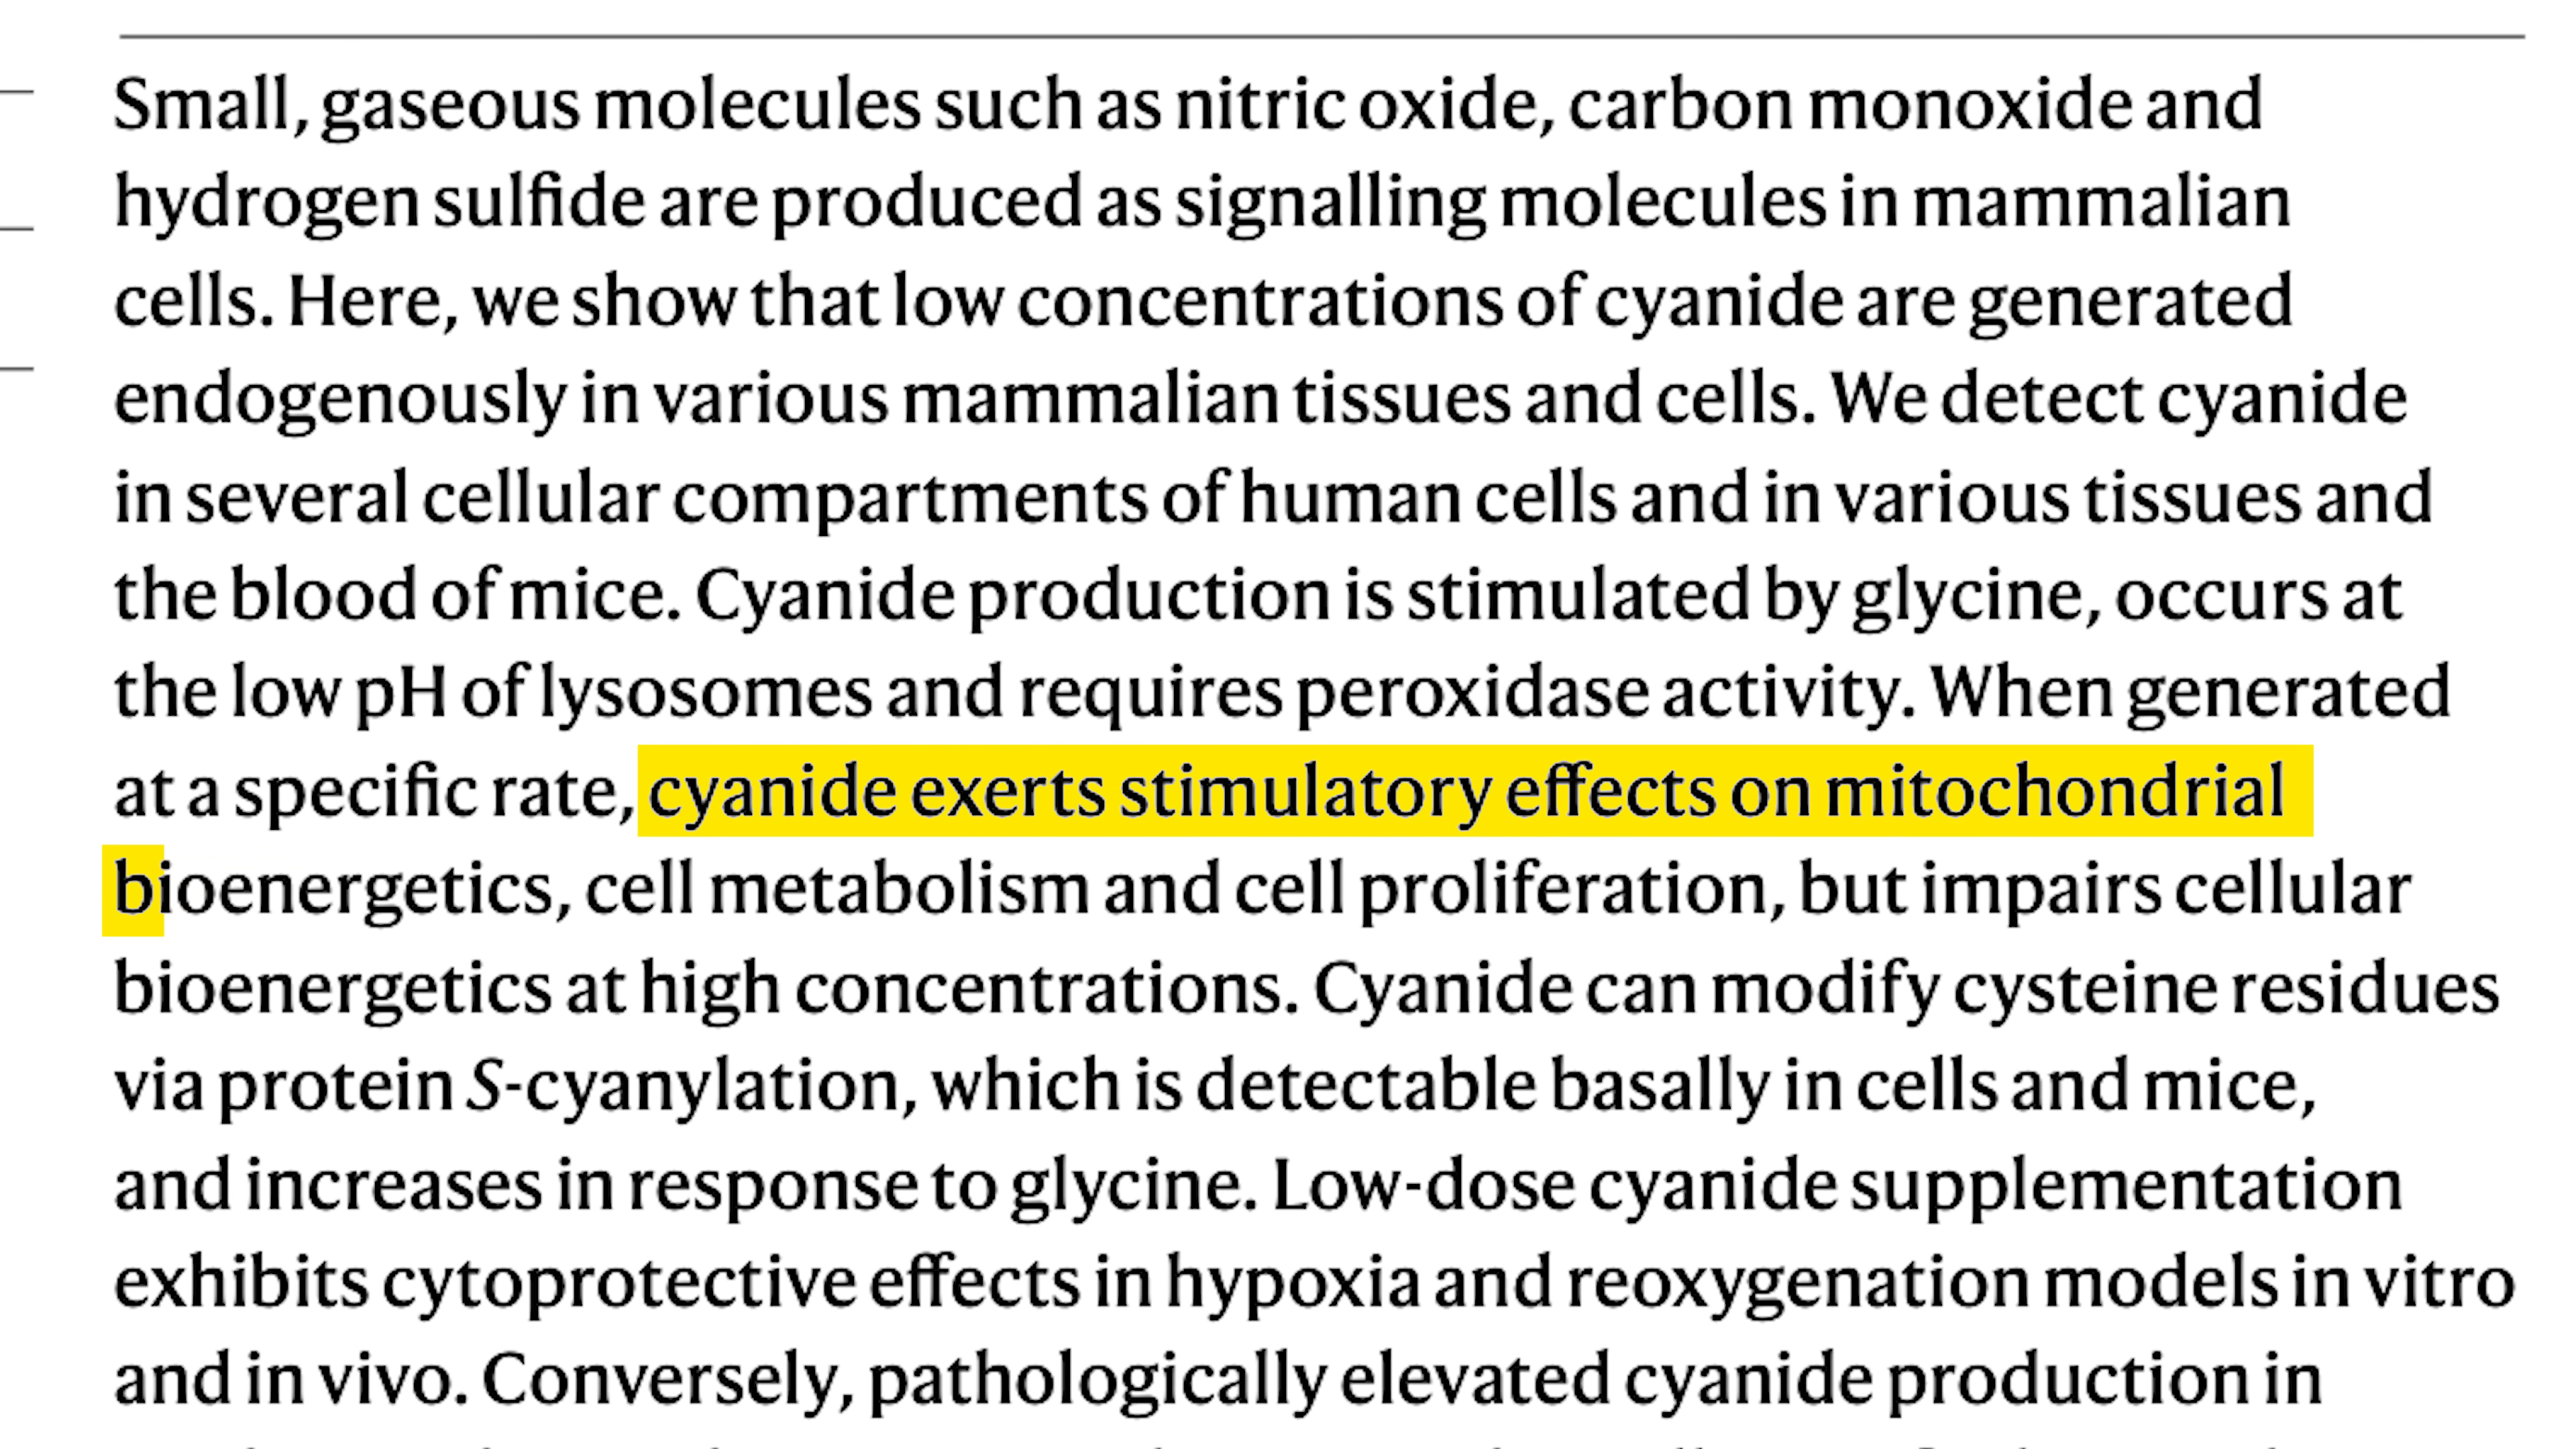 Small, gaseous molecules such as nitric oxide, carbon monoxide and
hydrogen sulfide are produced as signalling molecules in mammalian
cells. Here, we show that low concentrations of cyanide are generated
endogenously in various mammalian tissues and cells. We detect cyanide
in several cellular compartments of human cells and in various tissues and
the blood of mice. Cyanide production is stimulated by glycine, occurs at
the low pH of lysosomes and requires peroxidase activity. When generated
at a specific rate, cyanide exerts stimulatory effects on mitochondrial
bioenergetics, cell metabolism and cell proliferation, but impairs cellular
bioenergetics at high concentrations. Cyanide can modify cysteine residues
via protein S-cyanylation, which is detectable basally in cells and mice,
and increases in response to glycine. Low-dose cyanide supplementation
exhibits cytoprotective effects in hypoxia and reoxygenation models in vitro
and in vivo. Conversely, pathologically elevated cyanide production in